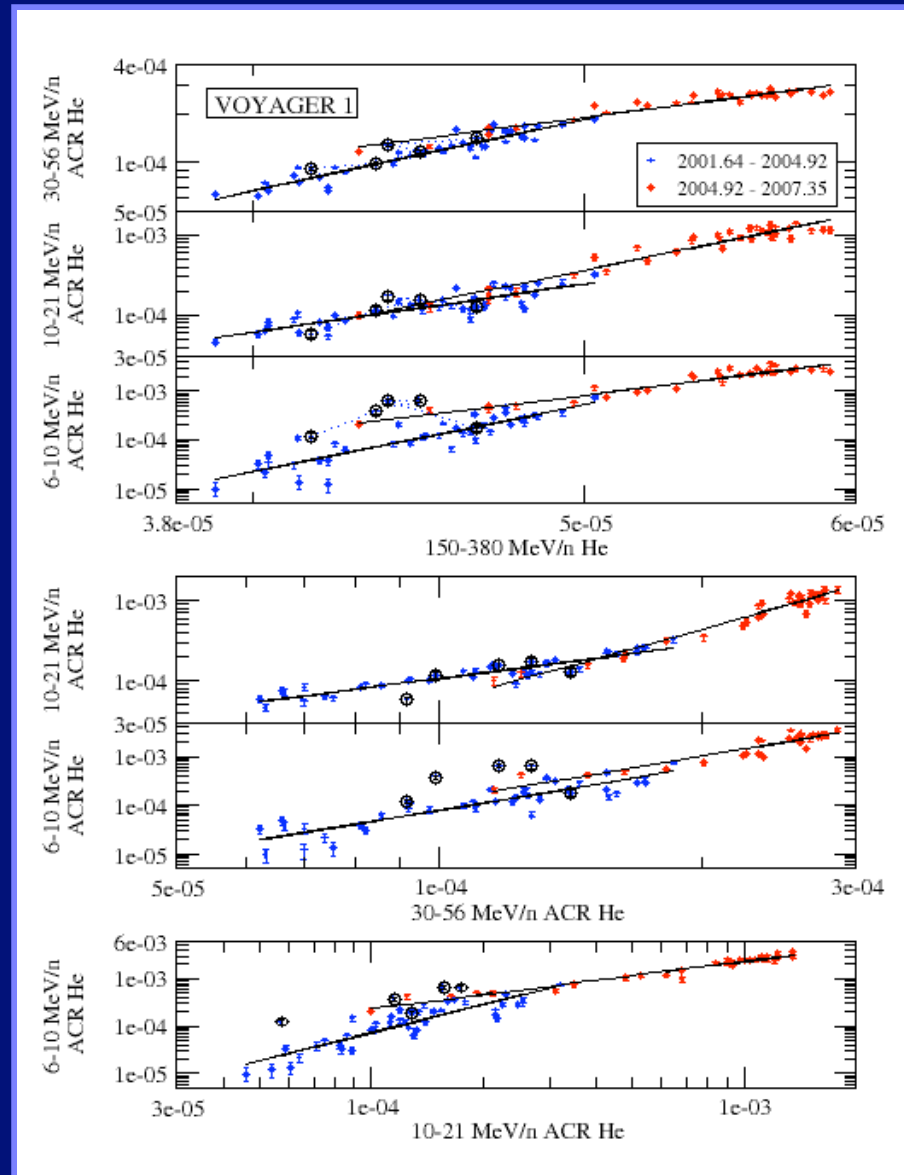 VOYAGER 1
2001.64 - 2004.92
2004.92 - 2007.35
30-56 MeV/n
ACR He
4e-04
1e-04
5e-05
10-21 MeV/n
ACR He
1e-03
1e-04
3e-05
6-10 MeV/n
ACR He
1e-03
1e-04
1e-05
3.8e-05 5e-05 6e-05
150-380 MeV/n He
10-21 MeV/n
ACR He
1e-03
1e-04
3e-05
6-10 MeV/n
ACR He
1e-03
1e-04
1e-05
5e-05 1e-04 3e-04
30-56 MeV/n ACR He
6-10 MeV/n
ACR He
6e-03
1e-03
1e-04
1e-05
3e-05 1e-04 1e-03
10-21 MeV/n ACR He